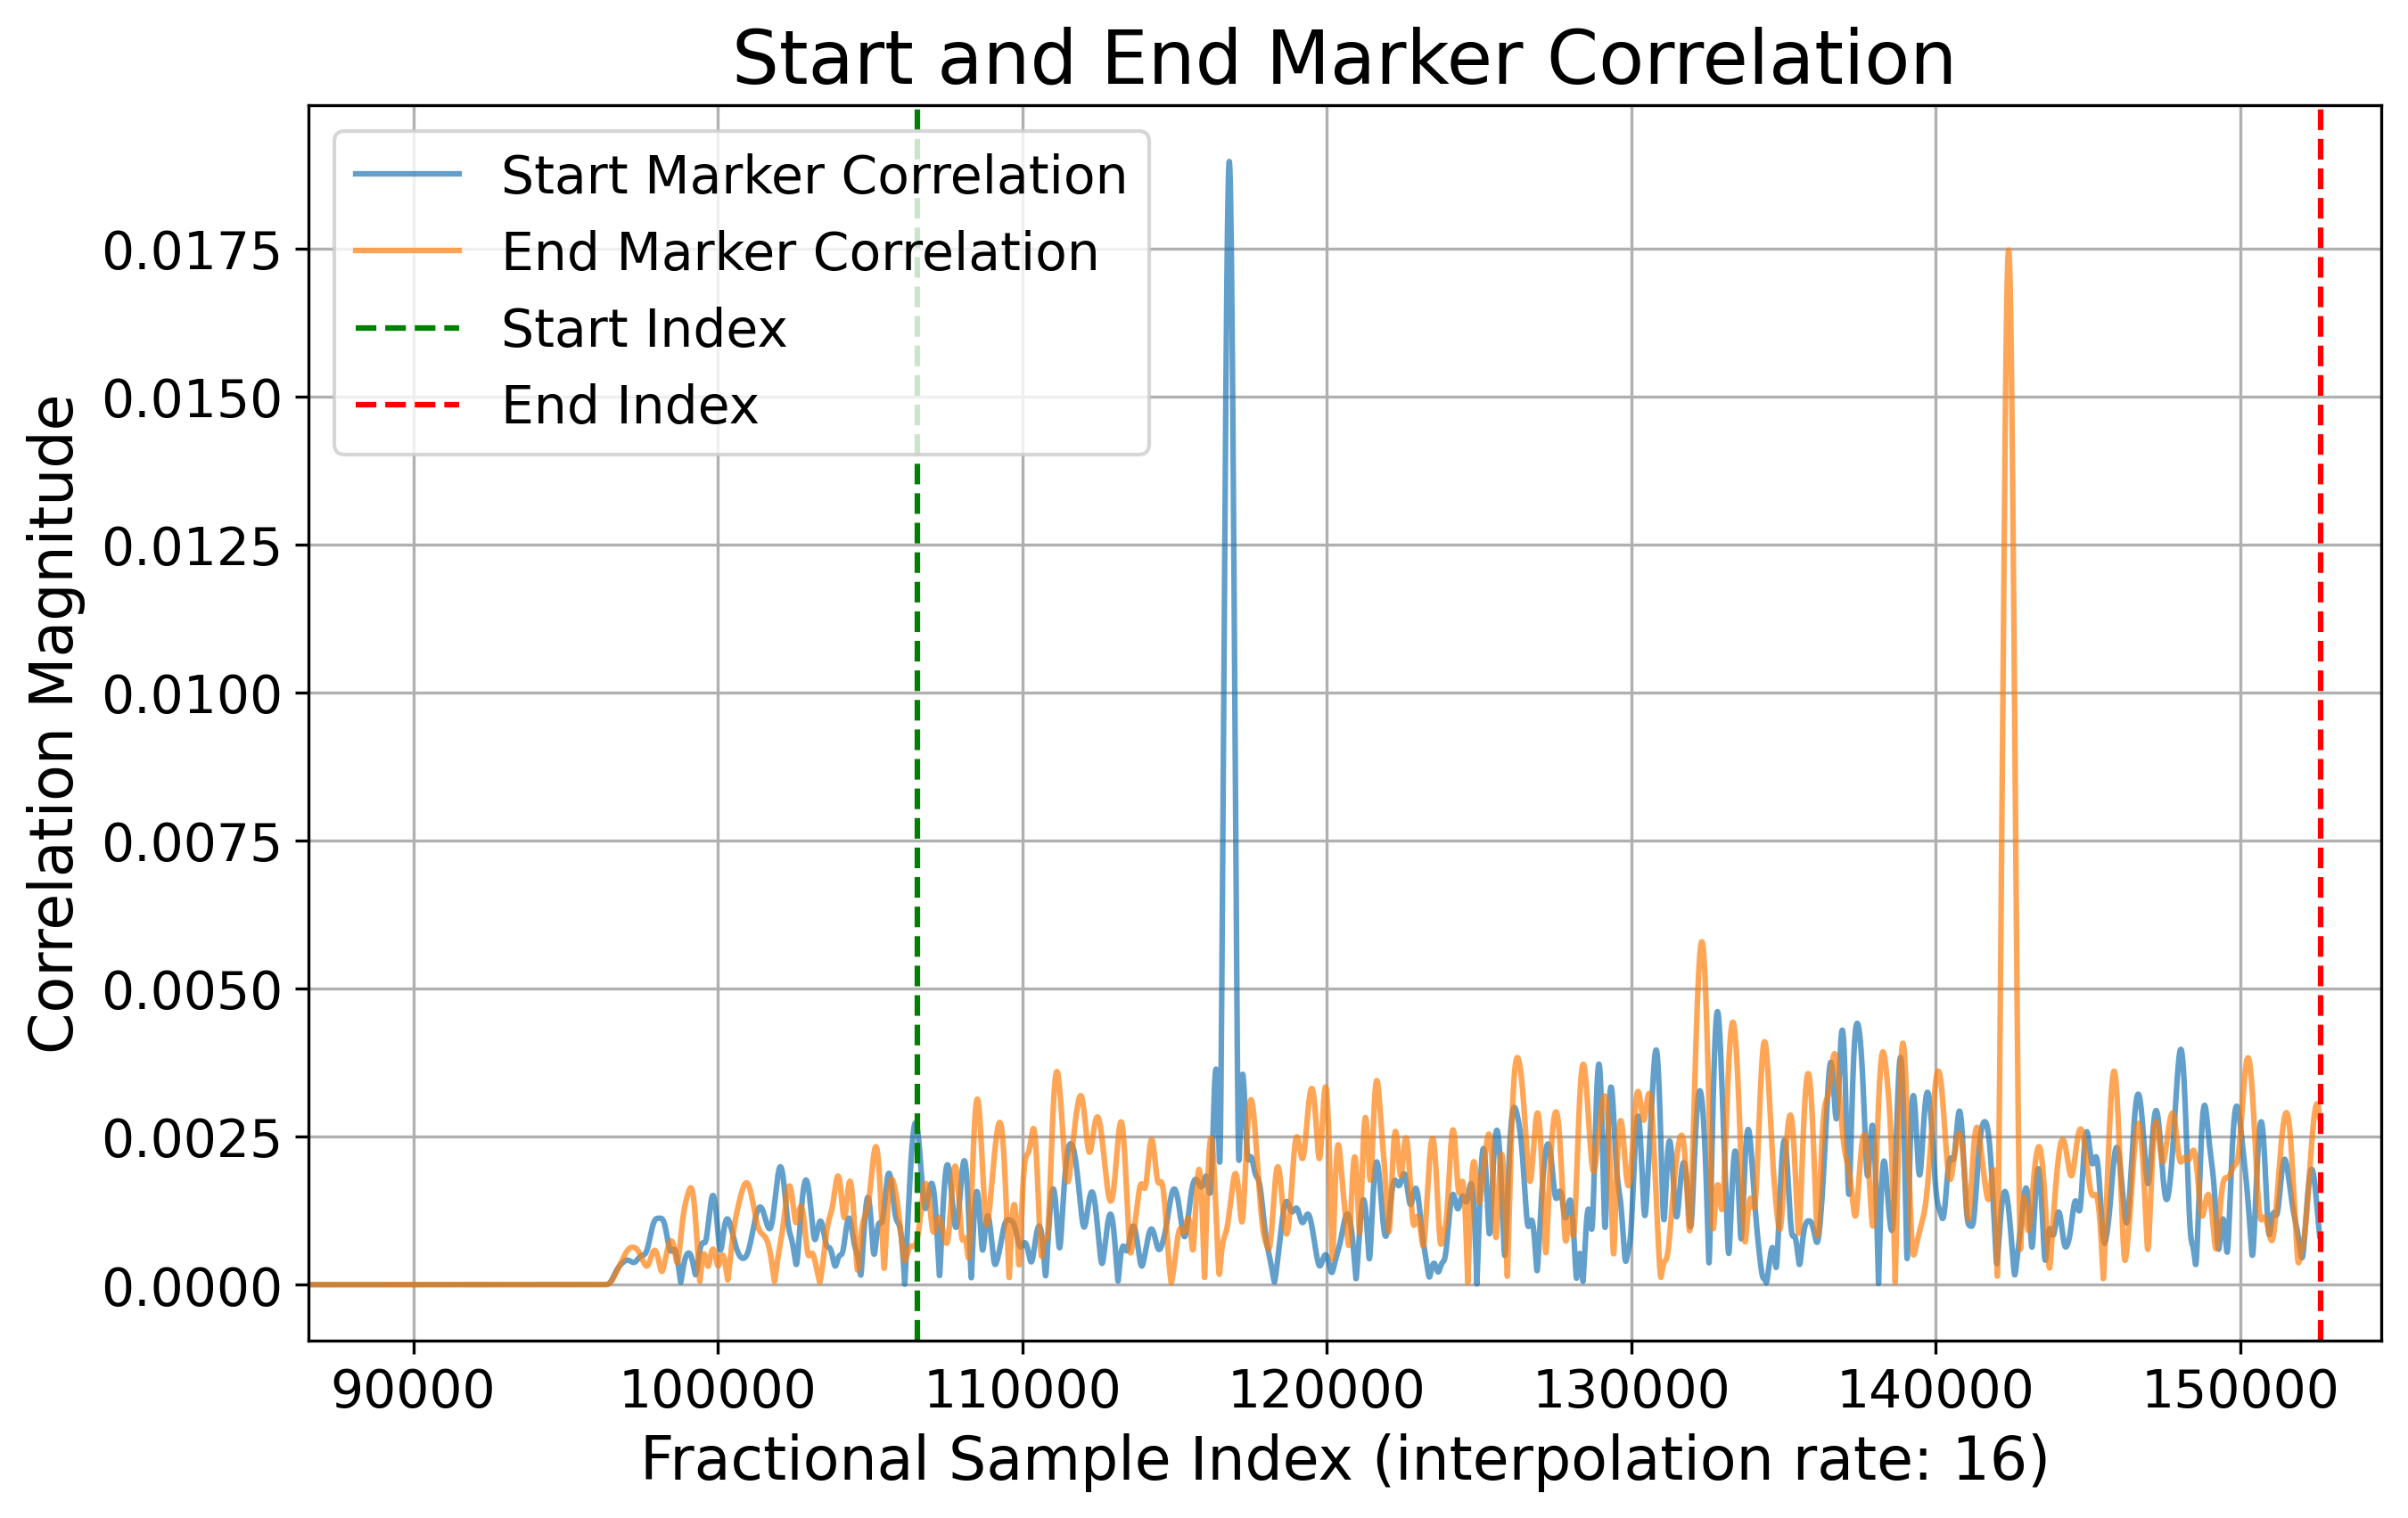 Start and End Marker Correlation
Start Marker Correlation
End Marker Correlation
Start Index
End Index
Correlation Magnitude
0.0175
0.0150
0.0125
0.0100
0.0075
0.0050
0.0025
0.0000
90000 100000 110000 120000 130000 140000 150000
Fractional Sample Index (interpolation rate: 16)